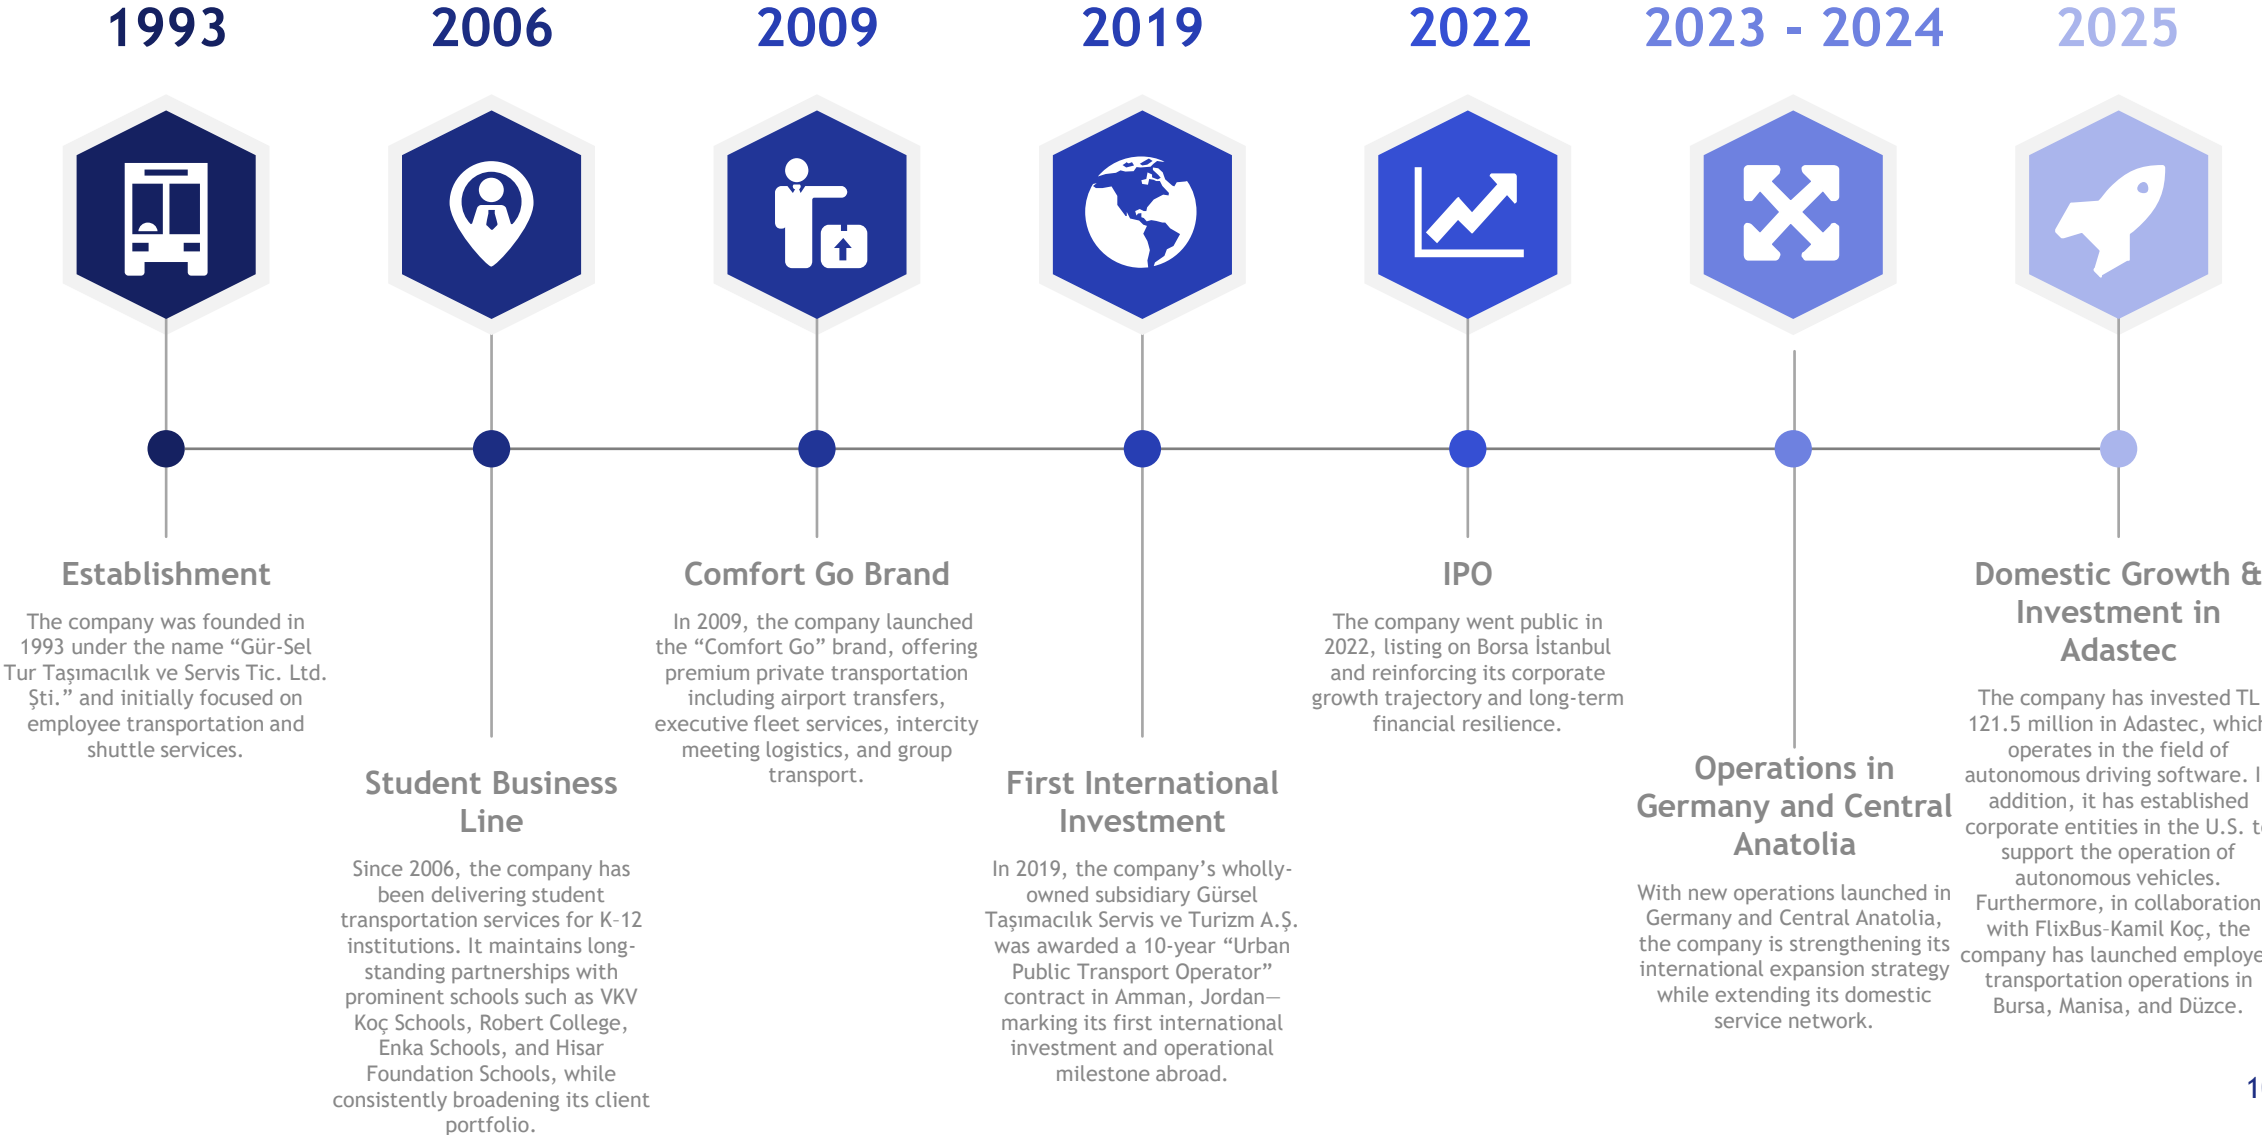 1993
Establishment
The company was founded in
1993 under the name “Gür-Sel
Tur Taşımacılık ve Servis Tic. Ltd.
Şti.” and initially focused on
employee transportation and
shuttle services.
2006
Student Business
Line
Since 2006, the company has
been delivering student
transportation services for K–12
institutions. It maintains long-
standing partnerships with
prominent schools such as VKV
Koç Schools, Robert College,
Enka Schools, and Hisar
Foundation Schools, while
consistently broadening its client
portfolio.
2009
Comfort Go Brand
In 2009, the company launched
the “Comfort Go” brand, offering
premium private transportation
including airport transfers,
executive fleet services, intercity
meeting logistics, and group
transport.
2019
First International
Investment
In 2019, the company’s wholly-
owned subsidiary Gürsel
Taşımacılık Servis ve Turizm A.Ş.
was awarded a 10-year “Urban
Public Transport Operator”
contract in Amman, Jordan—
marking its first international
investment and operational
milestone abroad.
2022
IPO
The company went public in
2022, listing on Borsa İstanbul
and reinforcing its corporate
growth trajectory and long-term
financial resilience.
2023 - 2024
Operations in
Germany and Central
Anatolia
With new operations launched in
Germany and Central Anatolia,
the company is strengthening its
international expansion strategy
while extending its domestic
service network.
2025
Domestic Growth &
Investment in
Adastec
The company has invested TL
121.5 million in Adastec, which
operates in the field of
autonomous driving software.
addition, it has established
corporate entities in the U.S.
support the operation of
autonomous vehicles.
Furthermore, in collaboration
with FlixBus–Kamil Koç, the
company has launched
transportation operations in
Bursa, Manisa, and Düzce.